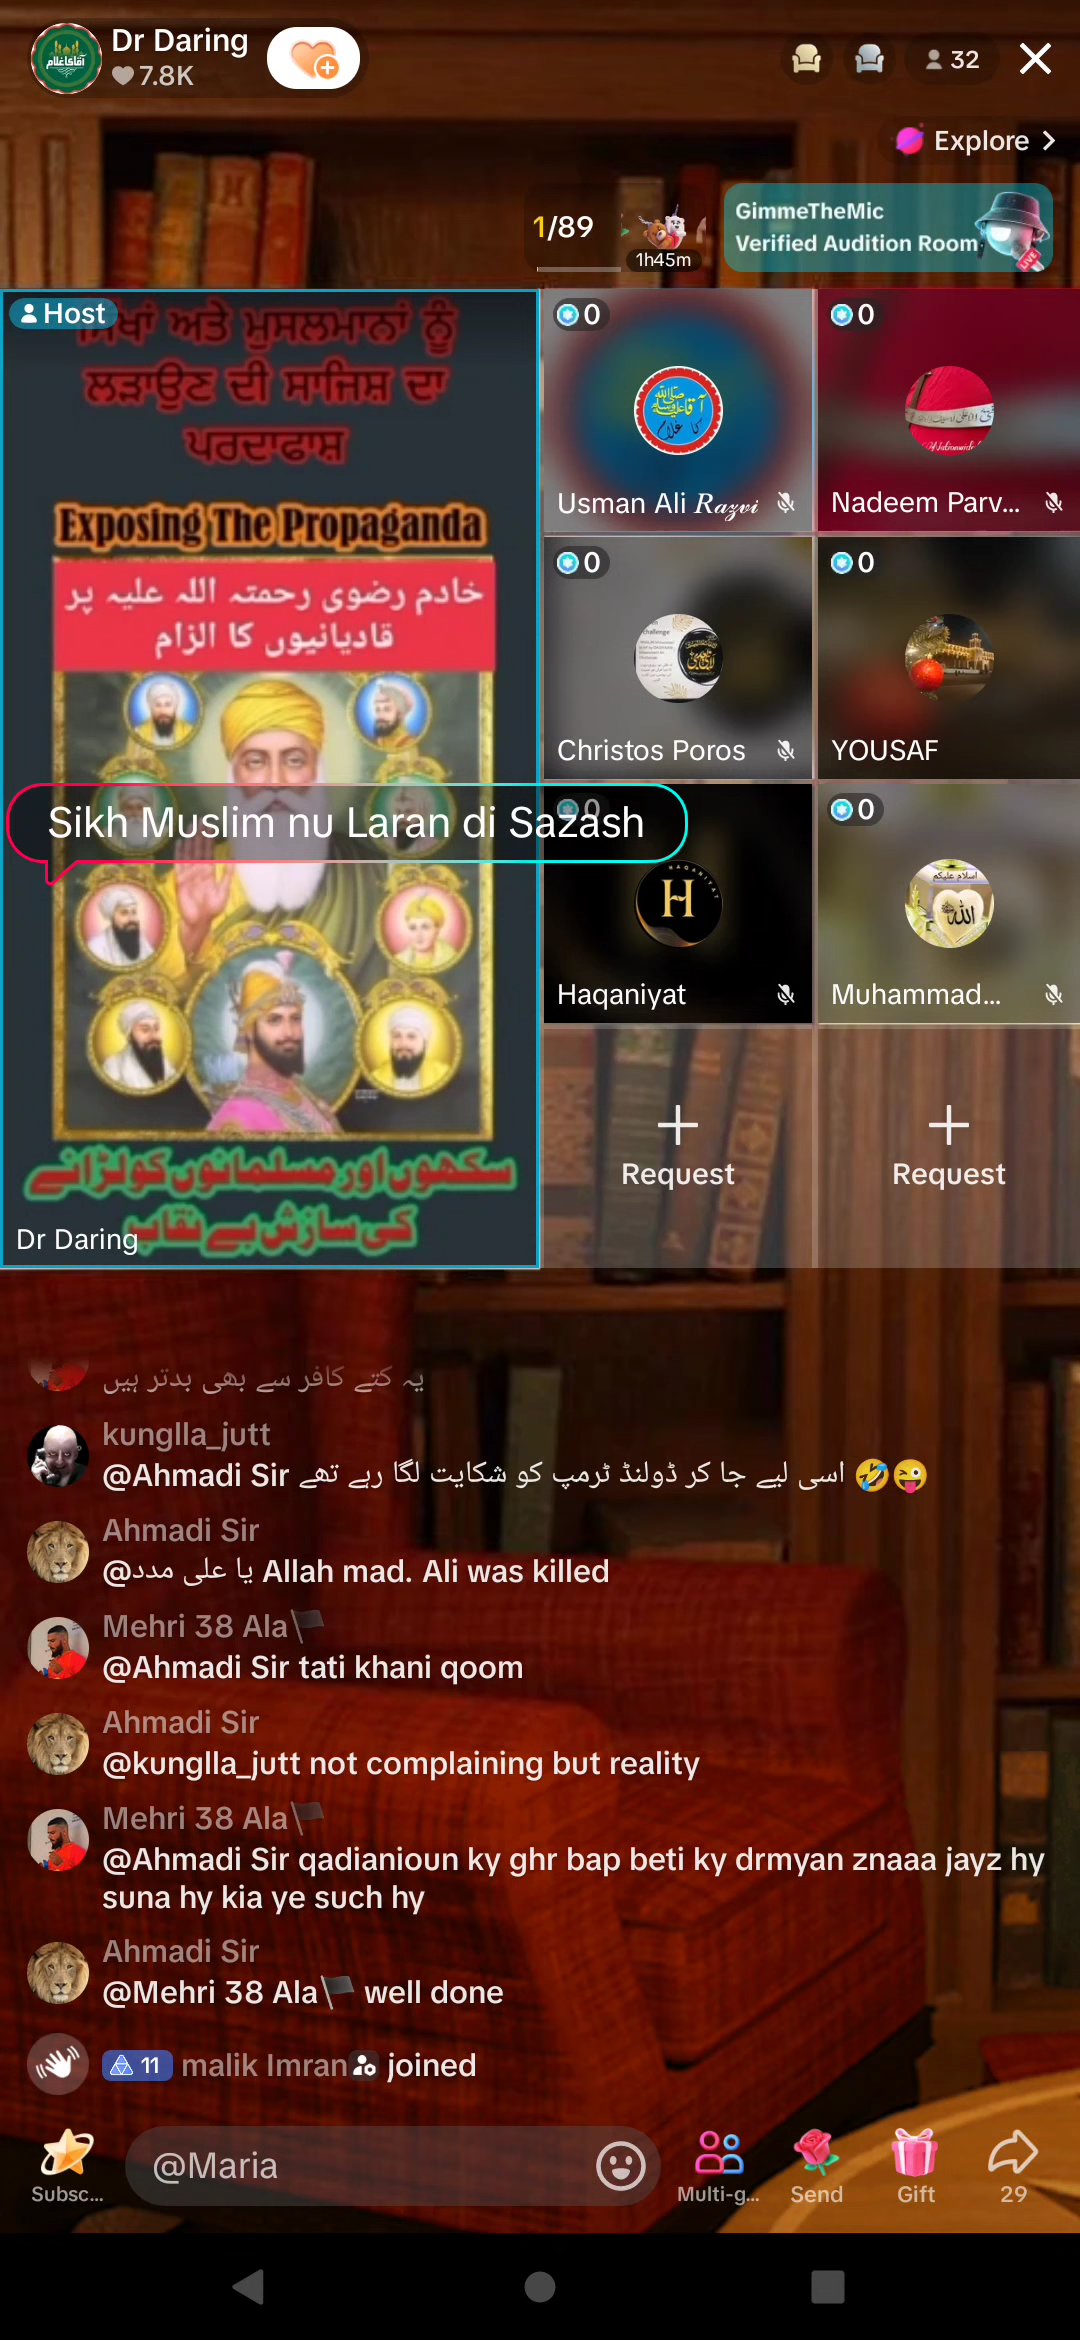 Dr Daring
7.8K
32
Explore
1/89
1h45m
GimmeTheMic
Verified Audition Room
LIVE
Host
ਸਿੱਖਾਂ ਅਤੇ ਮੁਸਲਮਾਨਾਂ ਨੂੰ
ਲੜਾਉਣ ਦੀ ਸਾਜਿਸ਼ ਦਾ
ਪਰਦਾਫਾਸ਼
Exposing The Propaganda
خادم رضوی رحمتہ اللہ علیہ پر
قادیانیوں کا الزام
Sikh Muslim nu Laran di Sazash
سکھوں اور مسلمانوں کو لڑانے
کی سازش بے نقاب
Dr Daring
0
Usman Ali Razvi
0
Nadeem Parv...
0
Christos Poros
0
YOUSAF
0
HAQANIYAT
H
Haqaniyat
0
اسلام علیکم
الله
Muhammad...
Request
Request
یہ کتے کافر سے بھی بدتر ہیں
kunglla_jutt
@Ahmadi Sir اسی لیے جا کر ڈولنڈ ٹرمپ کو شکایت لگا رہے تھے 🤣😜
Ahmadi Sir
@یا علی مدد Allah mad. Ali was killed
Mehri 38 Ala🏴
@Ahmadi Sir tati khani qoom
Ahmadi Sir
@kunglla_jutt not complaining but reality
Mehri 38 Ala🏴
@Ahmadi Sir qadianioun ky ghr bap beti ky drmyan znaaa jayz hy
suna hy kia ye such hy
Ahmadi Sir
@Mehri 38 Ala🏴 well done
11 malik Imran joined
Subsc...
@Maria
Multi-g...
Send
Gift
29